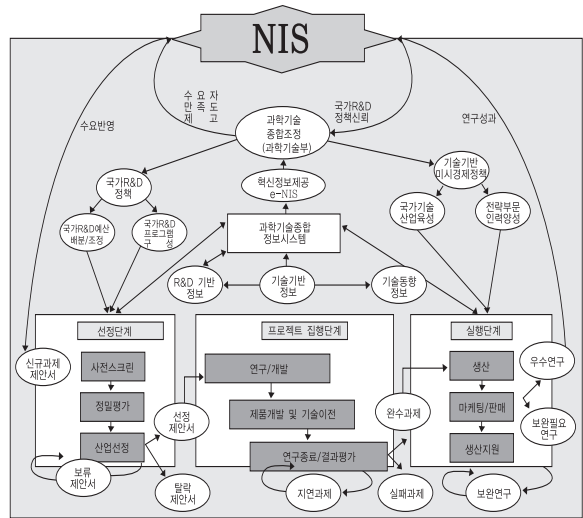 NIS
수 요 자
만 족
제 고
국가R&D
정책신뢰
수요반영
연구성과
과학기술
종합조정
(과학기술부)
기술기반
미시경제정책
국가R&D
정책
혁신정보제공
e-NIS
국가기술
산업육성
전략부문
인력양성
국가R&D예산
배분/조정
국가R&D
프로그램
구 성
과학기술종합
정보시스템
R&D 기반
정보
기술기반
정보
기술동향
정보
선정단계
프로젝트 집행단계
실행단계
신규과제
제안서
사전스크린
정밀평가
산업선정
보류
제안서
탈락
제안서
선정
제안서
연구/개발
제품개발 및 기술이전
연구종료/결과평가
지연과제
실패과제
완수과제
생산
마케팅/판매
생산지원
우수연구
보완필요
연구
보완연구